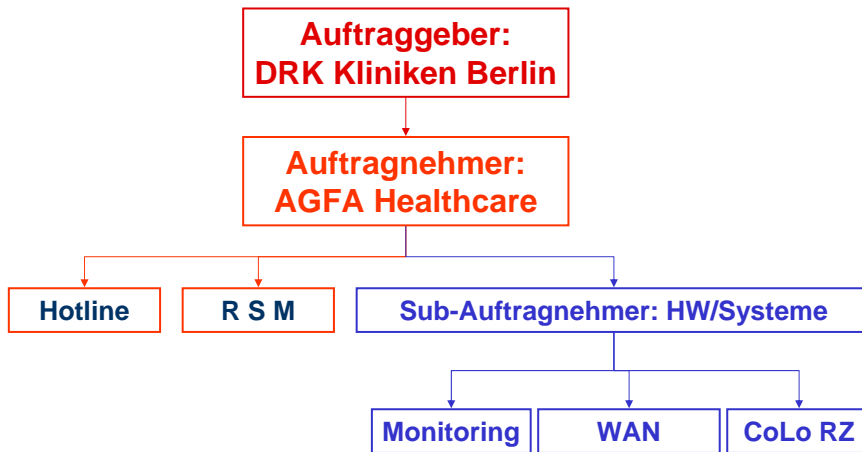 Auftraggeber:
DRK Kliniken Berlin
Auftragnehmer:
AGFA Healthcare
Hotline
R S M
Sub-Auftragnehmer: HW/Systeme
Monitoring
WAN
CoLo RZ